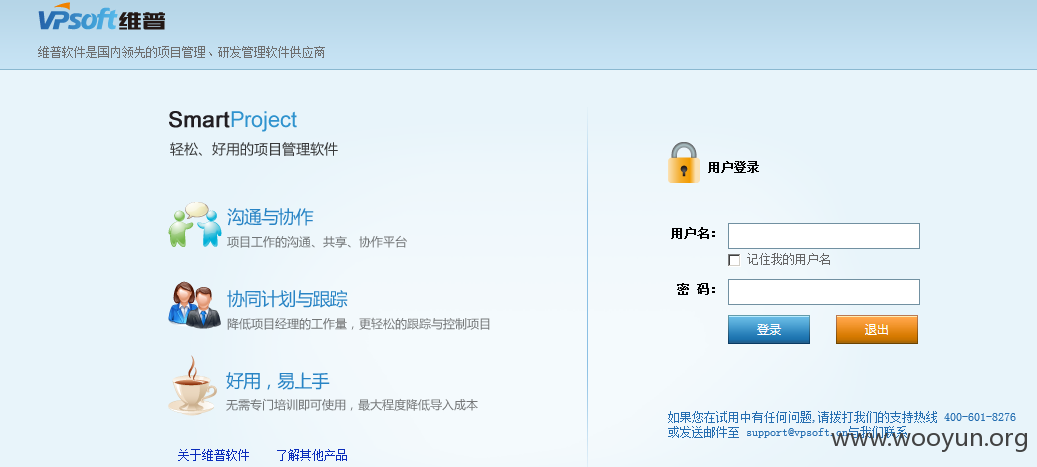 VPsoft维普
维普软件是国内领先的项目管理、研发管理软件供应商
SmartProject
轻松、好用的项目管理软件
沟通与协作
项目工作的沟通、共享、协作平台
协同计划与跟踪
降低项目经理的工作量，更轻松的跟踪与控制项目
好用，易上手
无需专门培训即可使用，最大程度降低导入成本
关于维普软件 了解其他产品
用户登录
用户名：
记住我的用户名
密 码：
登录 退出
如果您在试用中有任何问题,请拨打我们的支持热线 400-601-8276
或发送邮件至 support@vpsoft.cn与我们联系
www.wooyun.org